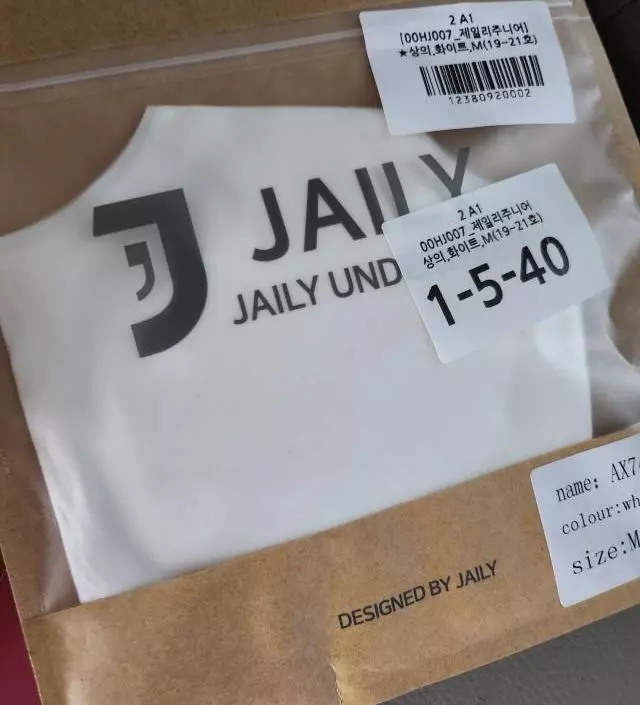 2 A1
[00HJ007_제일리주니어]
★상의,화이트,M(19~21호)
12380920002
JAILY
JAILY UND
2 A1
00HJ007_제일리주니어
상의,화이트,M(19~21호)
1-5-40
name: AX7
colour:wh
size:M
DESIGNED BY JAILY